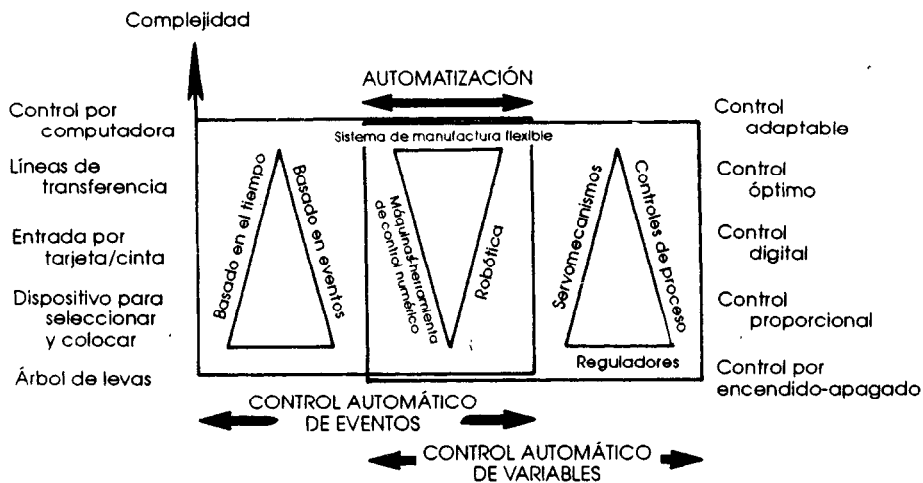 Complejidad
AUTOMATIZACIÓN
Control por
computadora
Líneas de
transferencia
Entrada por
tarjeta/cinta
Dispositivo para
seleccionar
y colocar
Árbol de levas
Basado en el tiempo
Basado en eventos
Sistema de manufactura flexible
Máquinas-herramienta
de control numérico
Robótica
Servomecanismos
Controles de proceso
Reguladores
Control
adaptable
Control
óptimo
Control
digital
Control
proporcional
Control por
encendido-apagado
CONTROL AUTOMÁTICO
DE EVENTOS
CONTROL AUTOMÁTICO
DE VARIABLES